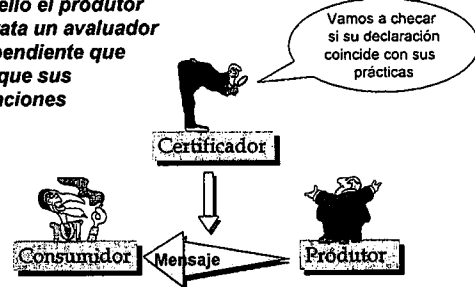 ello el produtor
rata un avaluador
pendiente que
que sus
aciones
Vamos a checar
si su declaración
coincide con sus
prácticas
Certificador
Consumidor
Mensaje
Produtor